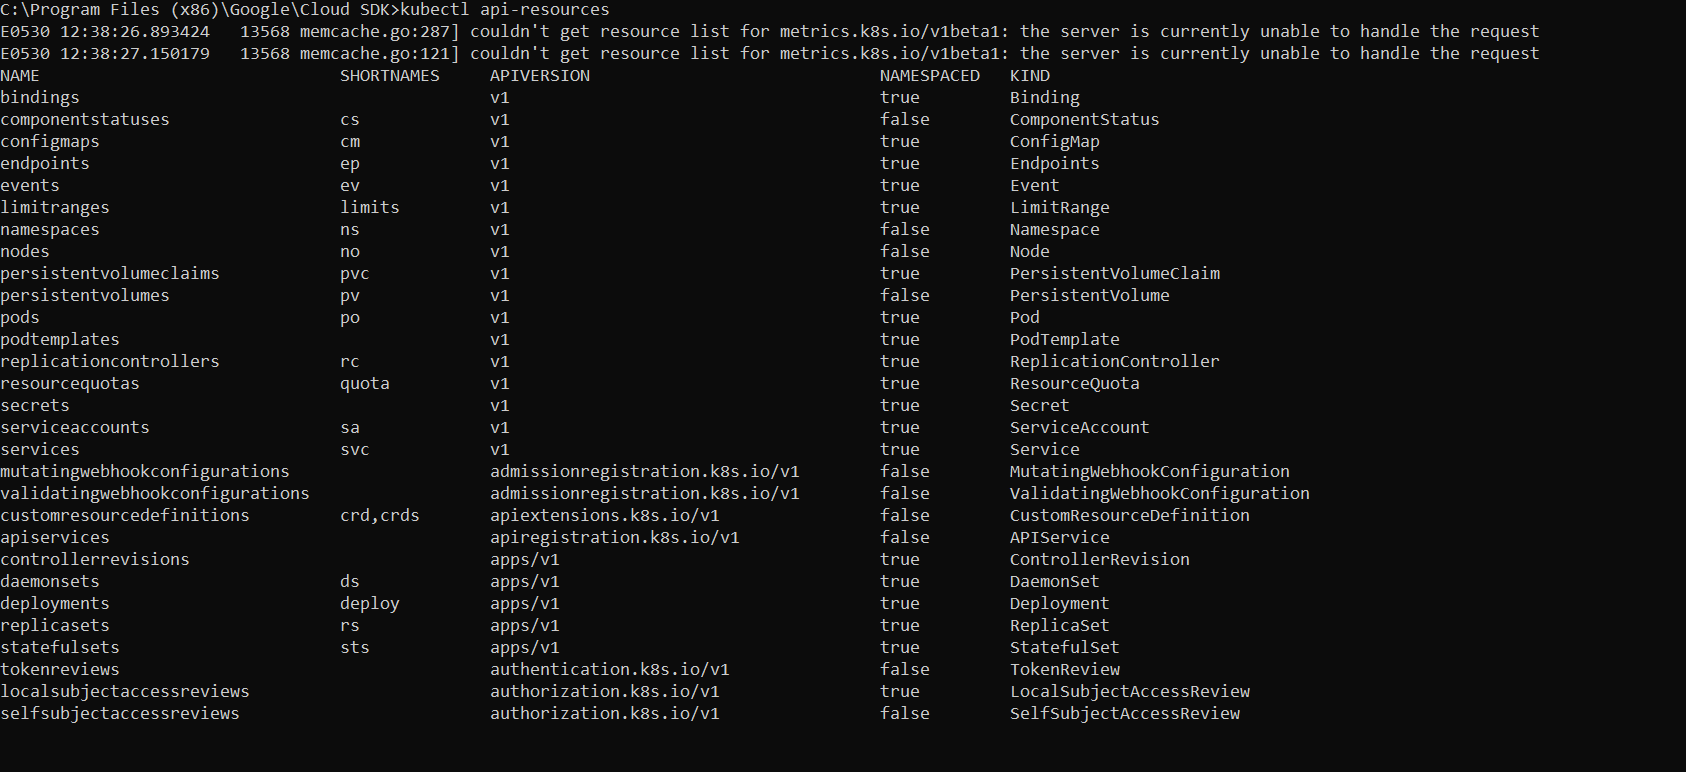 C:\Program Files (x86)\Google\Cloud SDK>kubectl api-resources
E0530 12:38:26.893424   13568 memcache.go:287] couldn't get resource list for metrics.k8s.io/v1beta1: the server is currently unable to handle the request
E0530 12:38:27.150179   13568 memcache.go:121] couldn't get resource list for metrics.k8s.io/v1beta1: the server is currently unable to handle the request
NAME                              SHORTNAMES     APIVERSION                             NAMESPACED   KIND
bindings                                         v1                                     true         Binding
componentstatuses                 cs             v1                                     false        ComponentStatus
configmaps                        cm             v1                                     true         ConfigMap
endpoints                         ep             v1                                     true         Endpoints
events                            ev             v1                                     true         Event
limitranges                       limits         v1                                     true         LimitRange
namespaces                        ns             v1                                     false        Namespace
nodes                             no             v1                                     false        Node
persistentvolumeclaims            pvc            v1                                     true         PersistentVolumeClaim
persistentvolumes                 pv             v1                                     false        PersistentVolume
pods                              po             v1                                     true         Pod
podtemplates                                     v1                                     true         PodTemplate
replicationcontrollers            rc             v1                                     true         ReplicationController
resourcequotas                    quota          v1                                     true         ResourceQuota
secrets                                          v1                                     true         Secret
serviceaccounts                   sa             v1                                     true         ServiceAccount
services                          svc            v1                                     true         Service
mutatingwebhookconfigurations                    admissionregistration.k8s.io/v1        false        MutatingWebhookConfiguration
validatingwebhookconfigurations                  admissionregistration.k8s.io/v1        false        ValidatingWebhookConfiguration
customresourcedefinitions         crd,crds       apiextensions.k8s.io/v1                false        CustomResourceDefinition
apiservices                                      apiregistration.k8s.io/v1              false        APIService
controllerrevisions                              apps/v1                                true         ControllerRevision
daemonsets                        ds             apps/v1                                true         DaemonSet
deployments                       deploy         apps/v1                                true         Deployment
replicasets                       rs             apps/v1                                true         ReplicaSet
statefulsets                      sts            apps/v1                                true         StatefulSet
tokenreviews                                     authentication.k8s.io/v1               false        TokenReview
localsubjectaccessreviews                        authorization.k8s.io/v1                true         LocalSubjectAccessReview
selfsubjectaccessreviews                         authorization.k8s.io/v1                false        SelfSubjectAccessReview